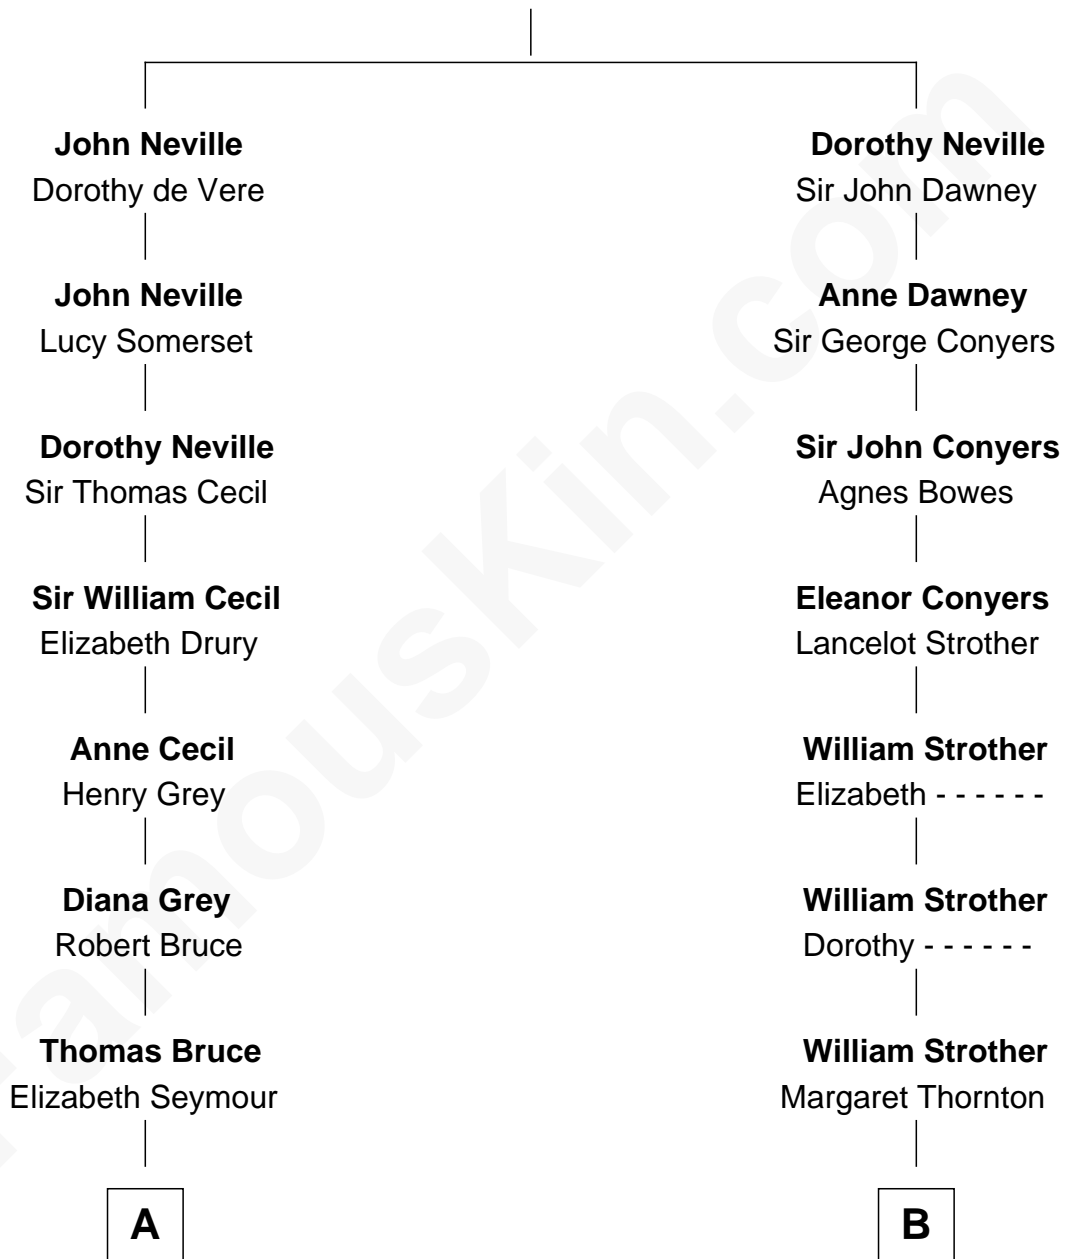 John Neville
Dorothy de Vere
John Neville
Lucy Somerset
Dorothy Neville
Sir Thomas Cecil
Sir William Cecil
Elizabeth Drury
Anne Cecil
Henry Grey
Diana Grey
Robert Bruce
Thomas Bruce
Elizabeth Seymour
A
Dorothy Neville
Sir John Dawney
Anne Dawney
Sir George Conyers
Sir John Conyers
Agnes Bowes
Eleanor Conyers
Lancelot Strother
William Strother
Elizabeth - - - - - -
William Strother
Dorothy - - - - - -
William Strother
Margaret Thornton
B
FamousKin.com